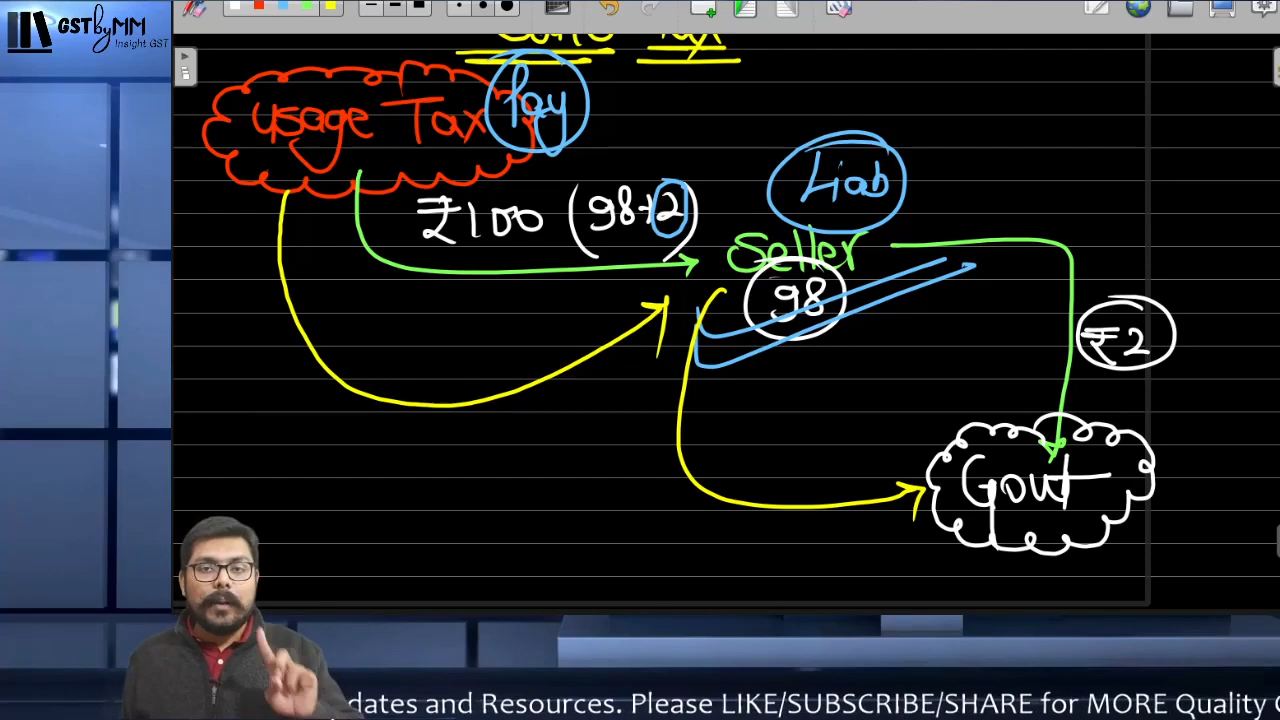 GSTbyMM
Insight GST
Tax
Usage Tax
Pay
Liab
₹100 (98+2)
Seller
98
₹2
Govt
dates and Resources. Please LIKE/SUBSCRIBE/SHARE for MORE Quality